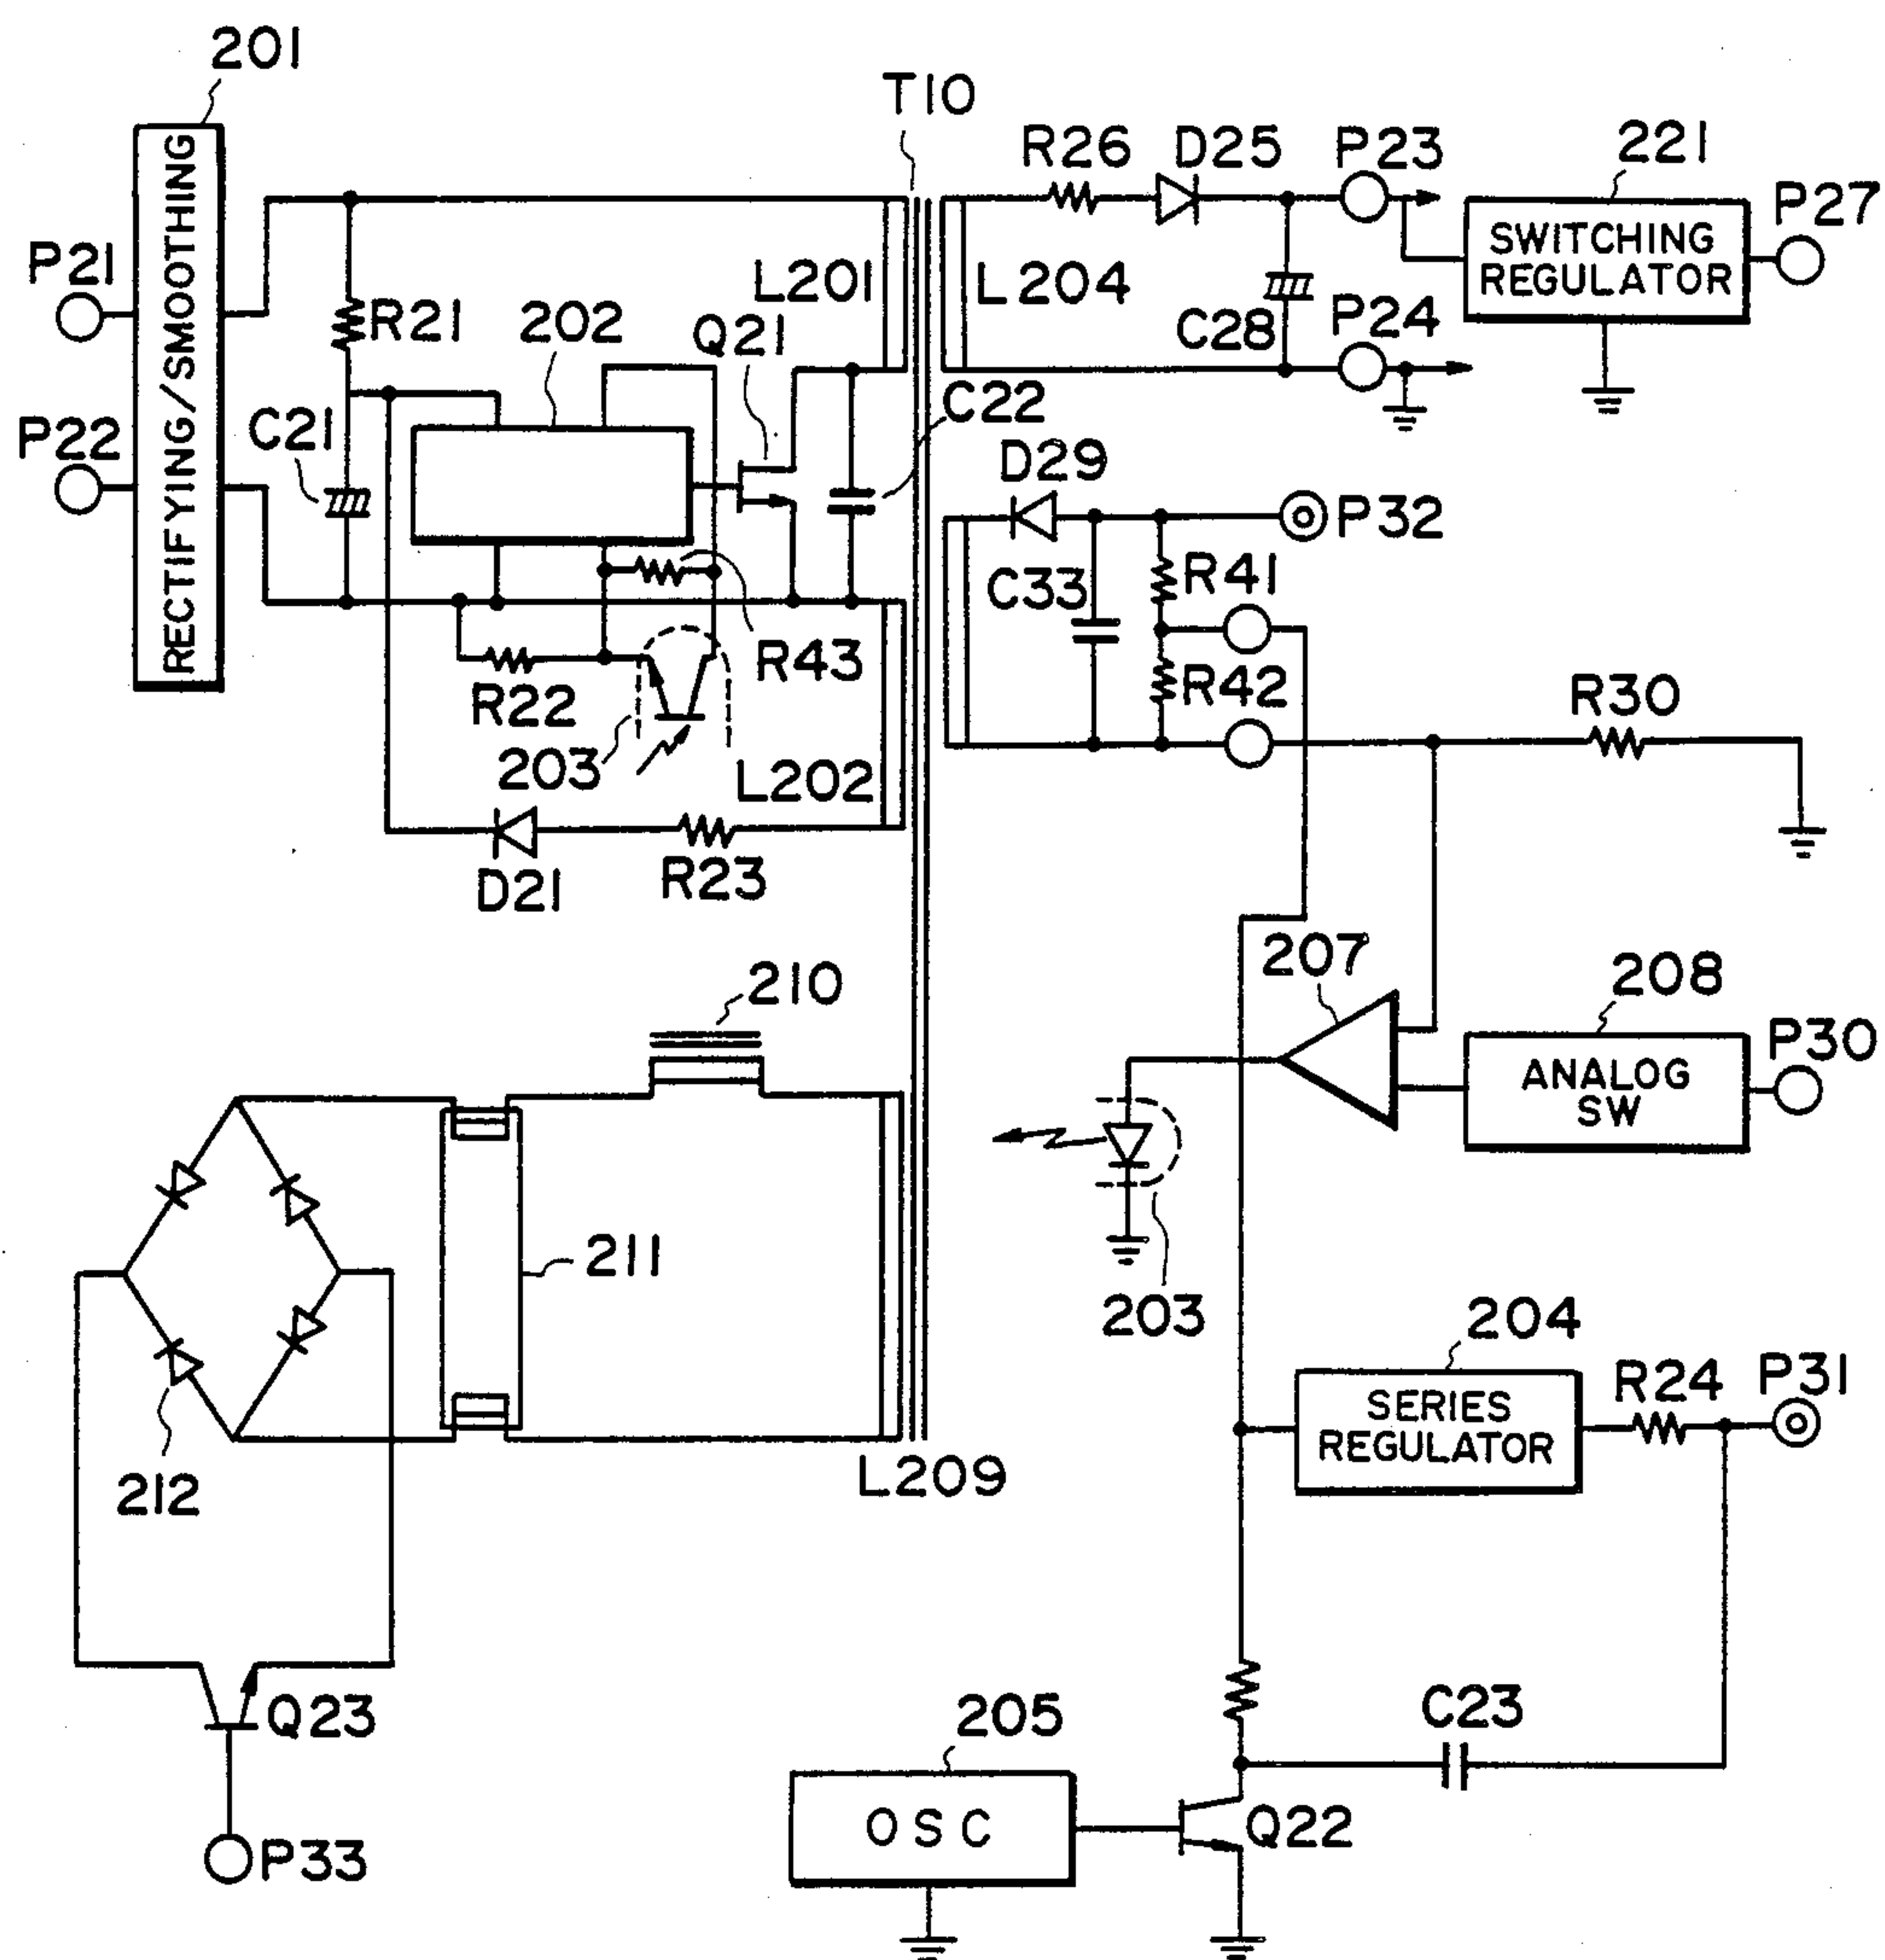 201
T10
R26
D25
P23
221
P27
RECTIFYING/SMOOTHING
SWITCHING
REGULATOR
P21
L201
L204
R21
202
Q21
C28
P24
C22
P22
C21
D29
P32
C33
R41
R43
R42
R22
R30
203
L202
D21
R23
207
208
210
P30
ANALOG
SW
211
203
204
R24
P31
SERIES
REGULATOR
L209
212
Q23
205
C23
OSC
Q22
P33